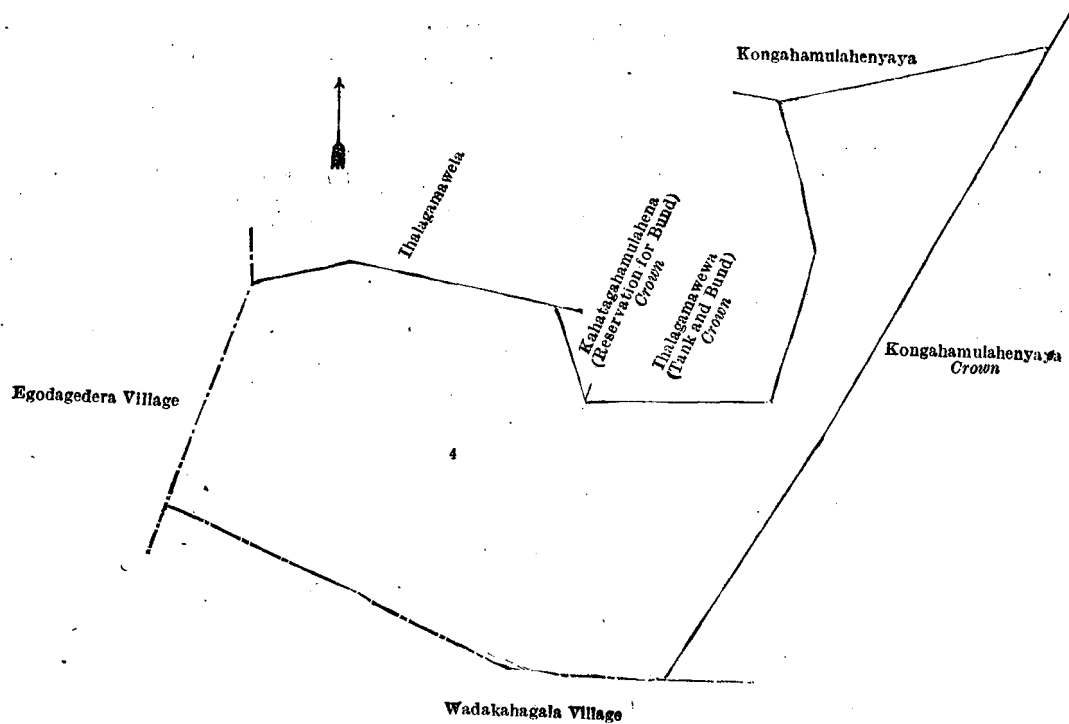 Kongahamulahenyaya
Ihalagamawela
Kahatagahamulahena
(Reservation for Bund)
Crown
Ihalagamawewa
(Tank and Bund)
Crown
Kongahamulahenyaya
Crown
Egodagedera Village
4
Wadakahagala Village